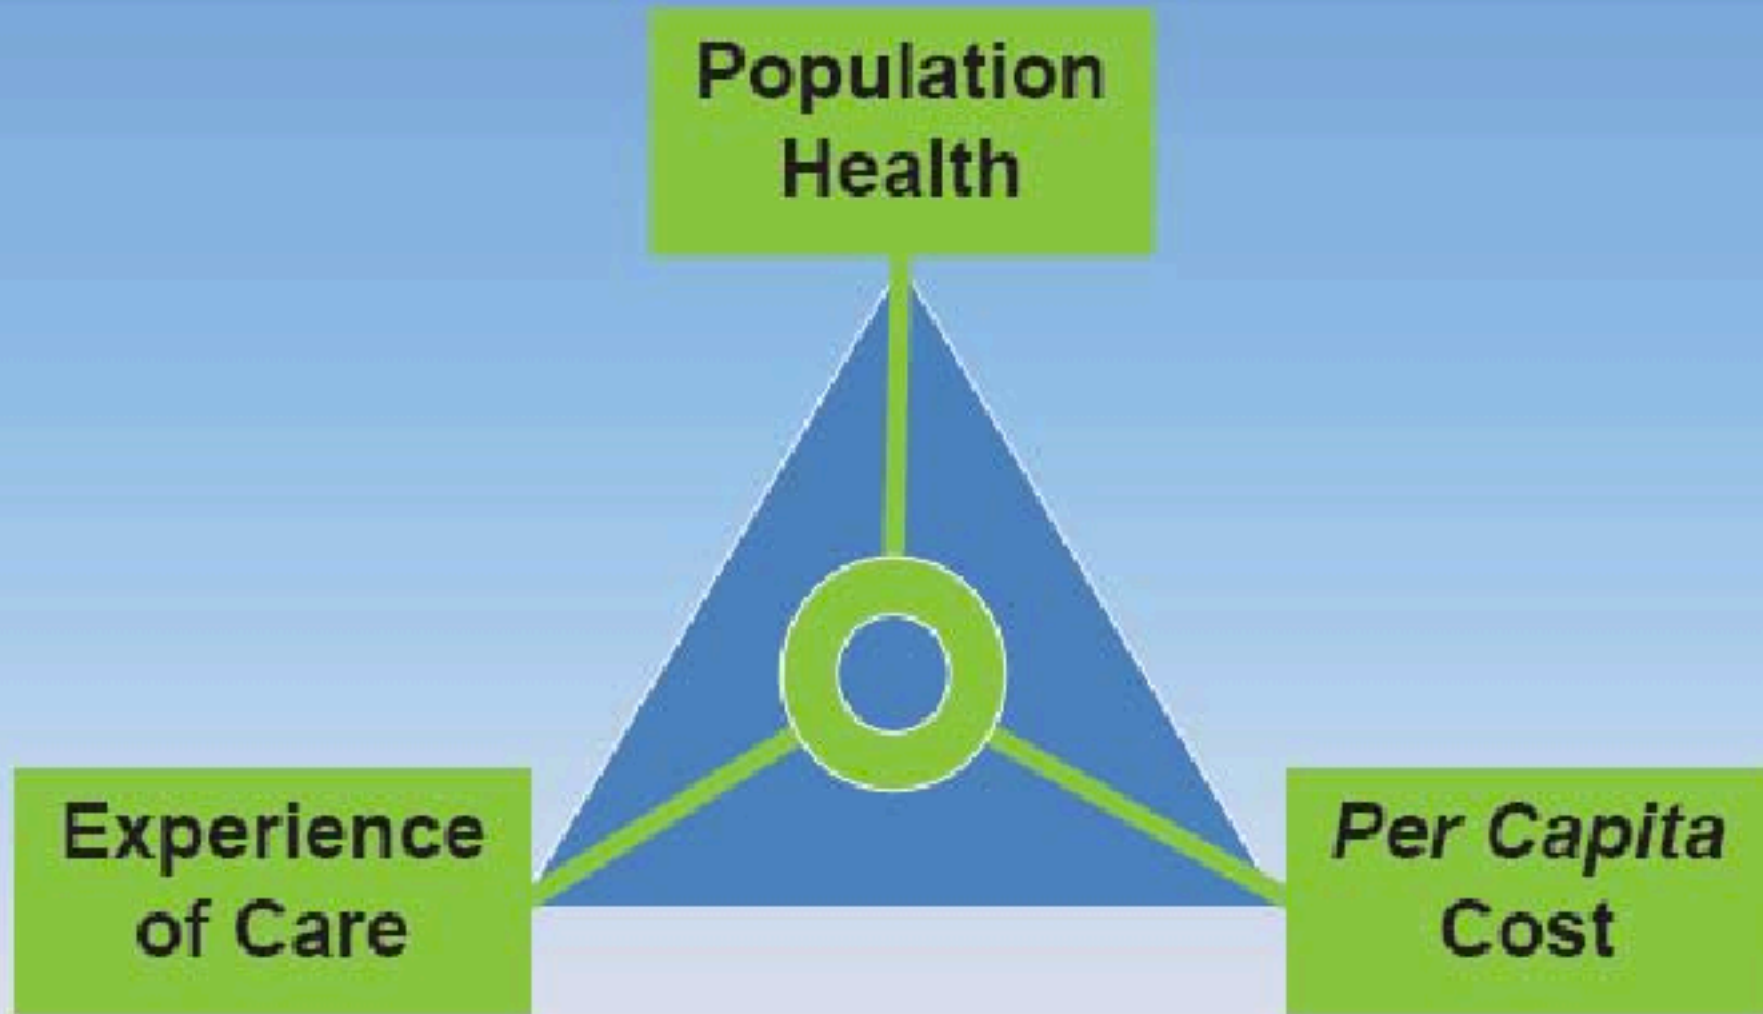 Population
Health
Experience
of Care
Per Capita
Cost